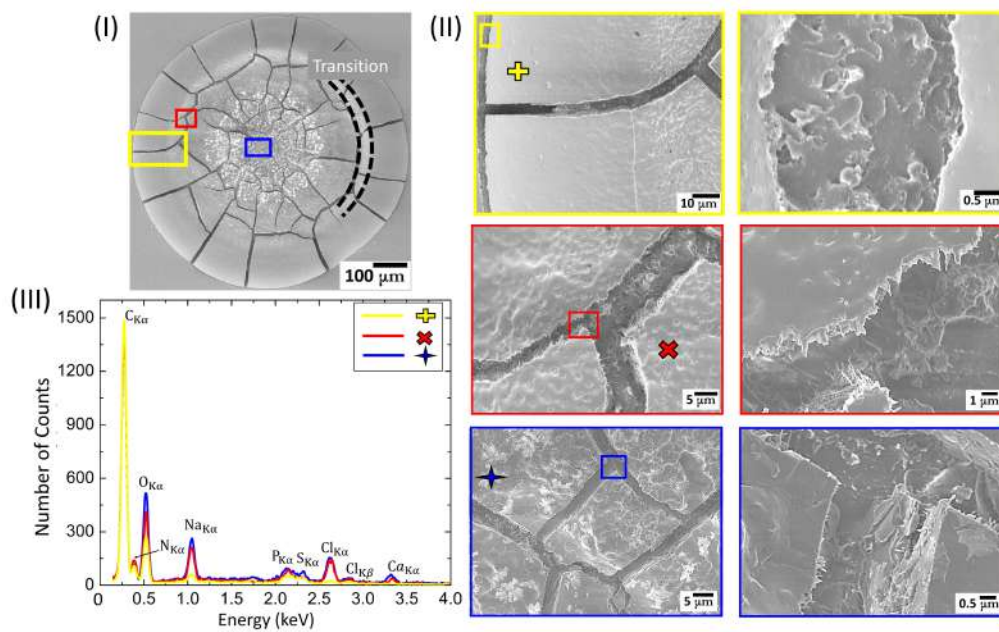 (I)
Transition
100 µm
(II)
10 µm
0.5 µm
5 µm
1 µm
5 µm
0.5 µm
(III)
CKα
OKα
NKα
NaKα
PKα
SKα
ClKα
ClKβ
CaKα
1500
1200
900
600
300
0
0
0.5
1.0
1.5
2.0
2.5
3.0
3.5
4.0
Number of Counts
Energy (keV)